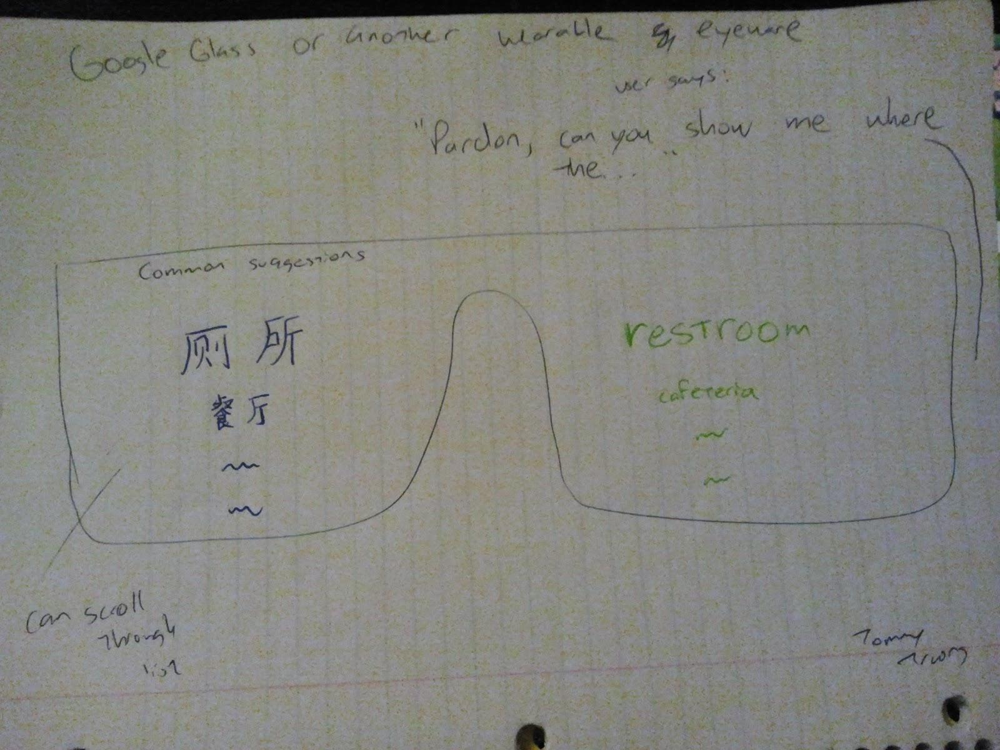 Google Glass or another wearable eyeware
user says:
"Pardon, can you show me where
the..."
Common suggestions
厕所
restroom
餐厅
cafeteria
can scroll
through
list
Tommy